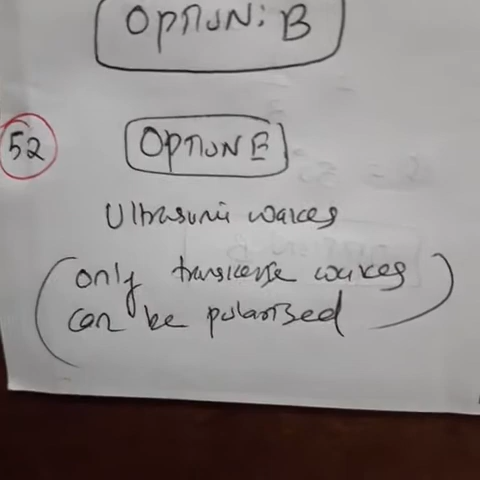 OPTION: B
52
OPTION E
Ultrasonic waves
(only transverse waves
can be polarised)